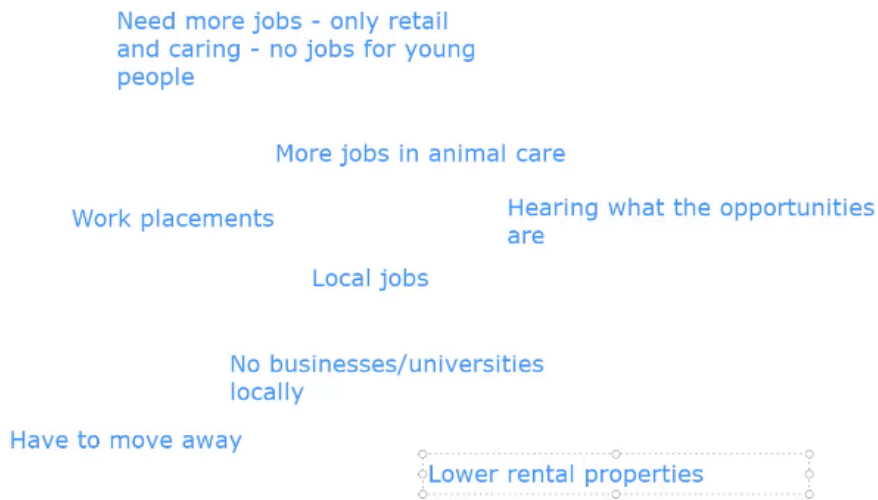 Need more jobs - only retail
and caring - no jobs for young
people
More jobs in animal care
Work placements
Hearing what the opportunities
are
Local jobs
No businesses/universities
locally
Have to move away
Lower rental properties